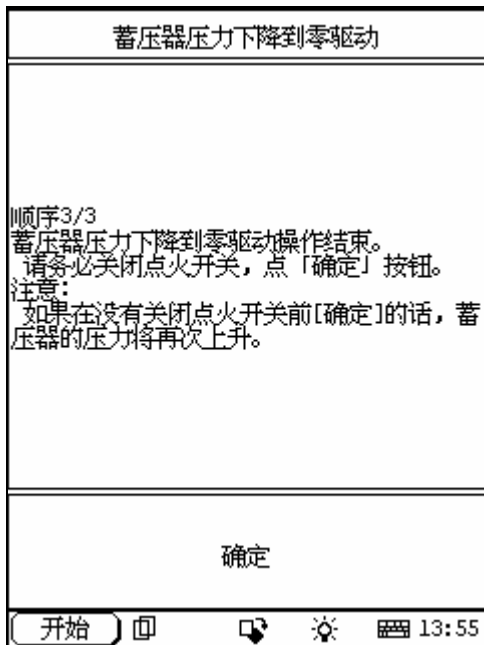 蓄压器压力下降到零驱动
顺序3/3
蓄压器压力下降到零驱动操作结束。
请务必关闭点火开关，点「确定」按钮。
注意：
如果在没有关闭点火开关前[确定]的话，蓄
压器的压力将再次上升。
确定
开始 13:55